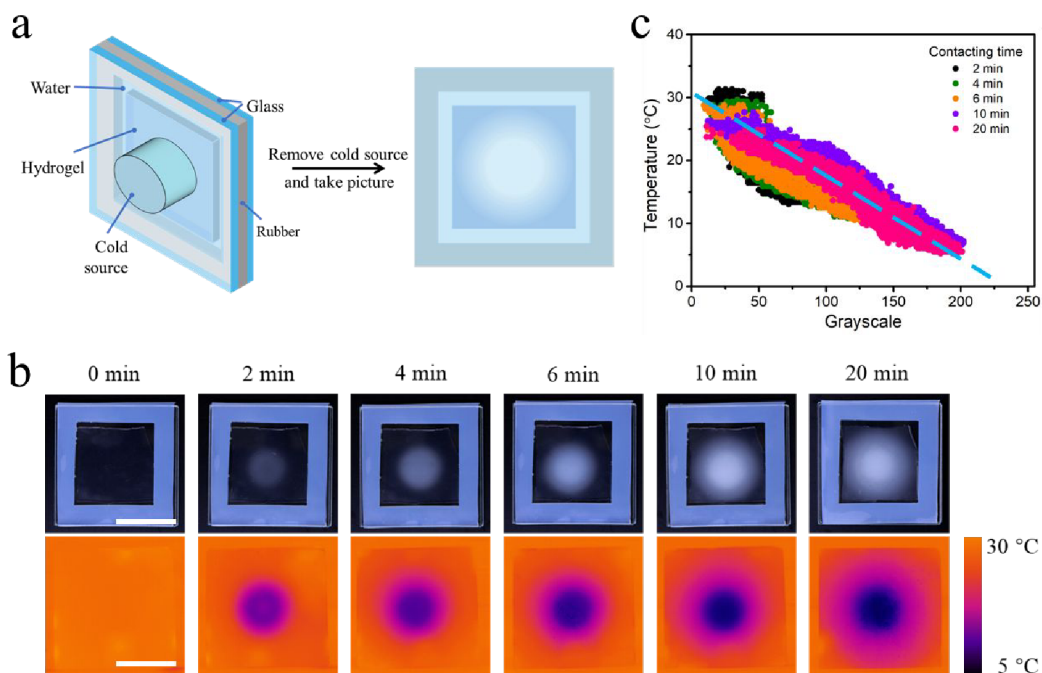 a
Water
Glass
Hydrogel
Cold
source
Rubber
Remove cold source
and take picture
c
Temperature (°C)
40
30
20
10
0
0
50
100
150
200
250
Grayscale
Contacting time
2 min
4 min
6 min
10 min
20 min
b
0 min
2 min
4 min
6 min
10 min
20 min
30 °C
5 °C